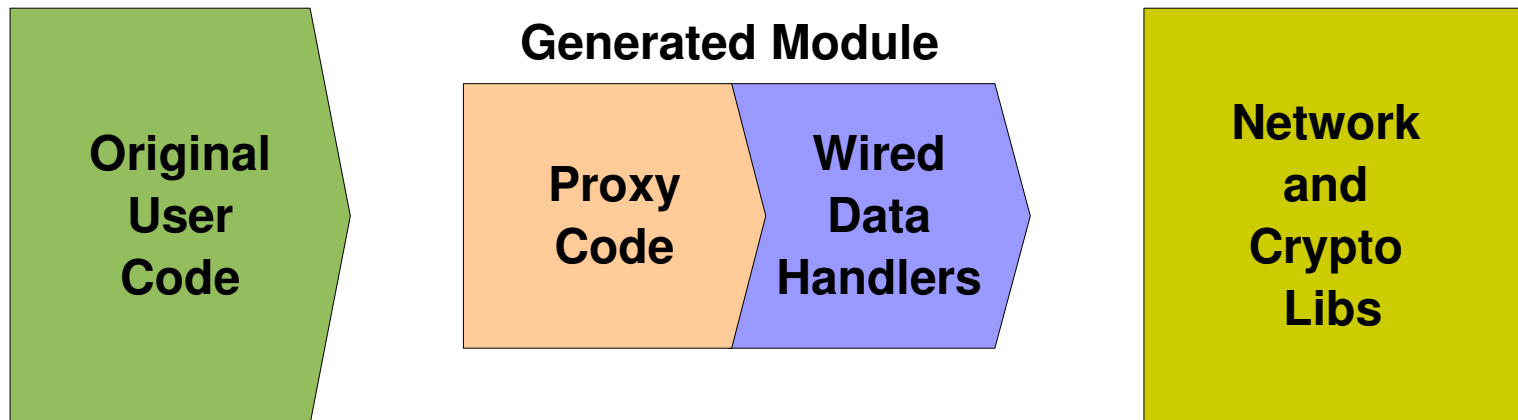 Generated Module
Original
User
Code
Proxy
Code
Wired
Data
Handlers
Network
and
Crypto
Libs